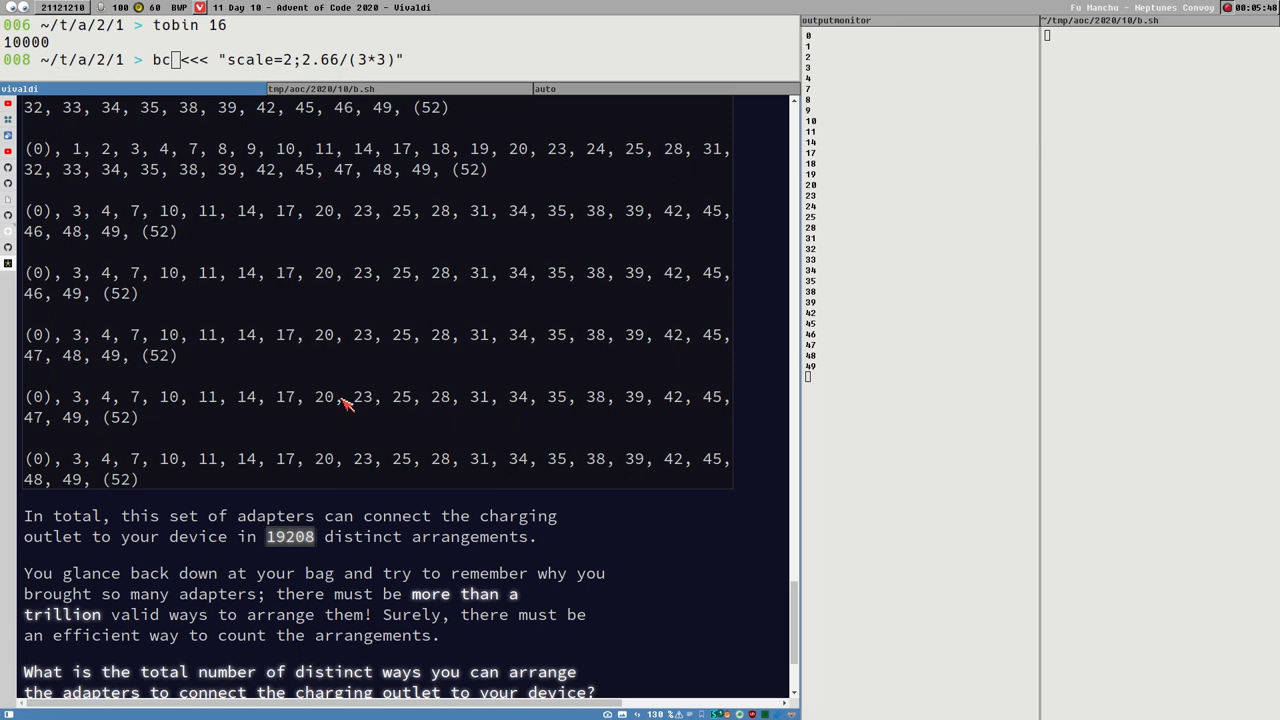 21121210 100 60 BWP 11 Day 10 - Advent of Code 2020 - Vivaldi Fu Manchu - Neptunes Convoy 00:05:48
006 ~/t/a/2/1 > tobin 16
10000
008 ~/t/a/2/1 > bc <<< "scale=2;2.66/(3*3)"
vivaldi tmp/aoc/2020/10/b.sh auto
32, 33, 34, 35, 38, 39, 42, 45, 46, 49, (52)
(0), 1, 2, 3, 4, 7, 8, 9, 10, 11, 14, 17, 18, 19, 20, 23, 24, 25, 28, 31,
32, 33, 34, 35, 38, 39, 42, 45, 47, 48, 49, (52)
(0), 3, 4, 7, 10, 11, 14, 17, 20, 23, 25, 28, 31, 34, 35, 38, 39, 42, 45,
46, 48, 49, (52)
(0), 3, 4, 7, 10, 11, 14, 17, 20, 23, 25, 28, 31, 34, 35, 38, 39, 42, 45,
46, 49, (52)
(0), 3, 4, 7, 10, 11, 14, 17, 20, 23, 25, 28, 31, 34, 35, 38, 39, 42, 45,
47, 48, 49, (52)
(0), 3, 4, 7, 10, 11, 14, 17, 20, 23, 25, 28, 31, 34, 35, 38, 39, 42, 45,
47, 49, (52)
(0), 3, 4, 7, 10, 11, 14, 17, 20, 23, 25, 28, 31, 34, 35, 38, 39, 42, 45,
48, 49, (52)
In total, this set of adapters can connect the charging
outlet to your device in 19208 distinct arrangements.
You glance back down at your bag and try to remember why you
brought so many adapters; there must be more than a
trillion valid ways to arrange them! Surely, there must be
an efficient way to count the arrangements.
What is the total number of distinct ways you can arrange
the adapters to connect the charging outlet to your device?
130 %
outputmonitor
0
1
2
3
4
7
8
9
10
11
14
17
18
19
20
23
24
25
28
31
32
33
34
35
38
39
42
45
46
47
48
49
~/tmp/aoc/2020/10/b.sh